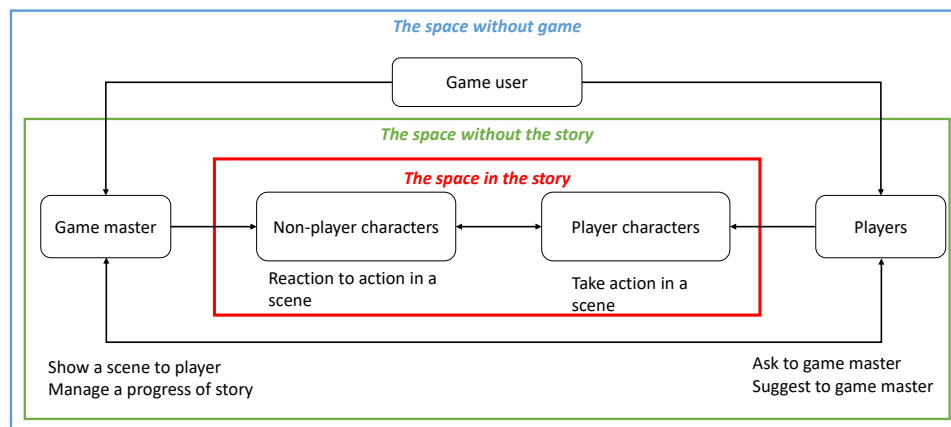 The space without game
Game user
The space without the story
The space in the story
Game master
Non-player characters
Player characters
Players
Reaction to action in a
scene
Take action in a
scene
Show a scene to player
Manage a progress of story
Ask to game master
Suggest to game master